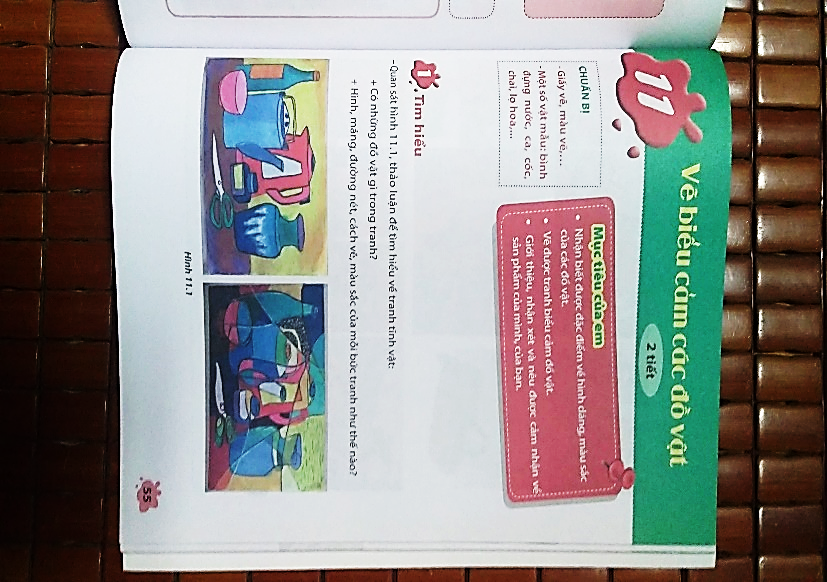 11
Vẽ biểu cảm các đồ vật
2 tiết
CHUẨN BỊ
- Giấy vẽ, màu vẽ,...
- Một số vật mẫu: bình
đựng nước, ca, cốc,
chai, lọ hoa,...
Mục tiêu của em
• Nhận biết được đặc điểm về hình dáng, màu sắc
của các đồ vật.
• Vẽ được tranh biểu cảm đồ vật.
• Giới thiệu, nhận xét và nêu được cảm nhận về
sản phẩm của mình, của bạn.
1 Tìm hiểu
- Quan sát hình 11.1, thảo luận để tìm hiểu về tranh tĩnh vật:
+ Có những đồ vật gì trong tranh?
+ Hình, mảng, đường nét, cách vẽ, màu sắc của mỗi bức tranh như thế nào?
Hình 11.1
55